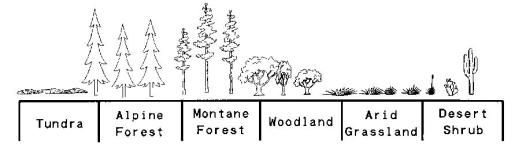 Tundra
Alpine
Forest
Montane
Forest
Woodland
Arid
Grassland
Desert
Shrub